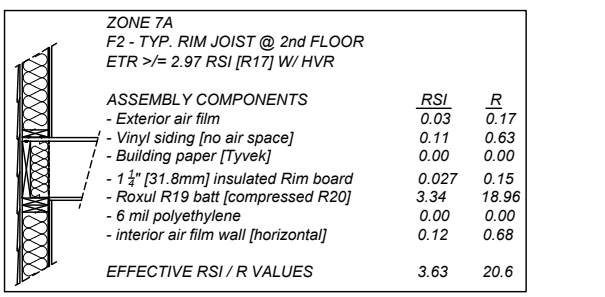 ZONE 7A
F2 - TYP. RIM JOIST @ 2nd FLOOR
ETR >/= 2.97 RSI [R17] W/ HVR
ASSEMBLY COMPONENTS RSI R
- Exterior air film 0.03 0.17
- Vinyl siding [no air space] 0.11 0.63
- Building paper [Tyvek] 0.00 0.00
- 1 1/4" [31.8mm] insulated Rim board 0.027 0.15
- Roxul R19 batt [compressed R20] 3.34 18.96
- 6 mil polyethylene 0.00 0.00
- interior air film wall [horizontal] 0.12 0.68
EFFECTIVE RSI / R VALUES 3.63 20.6